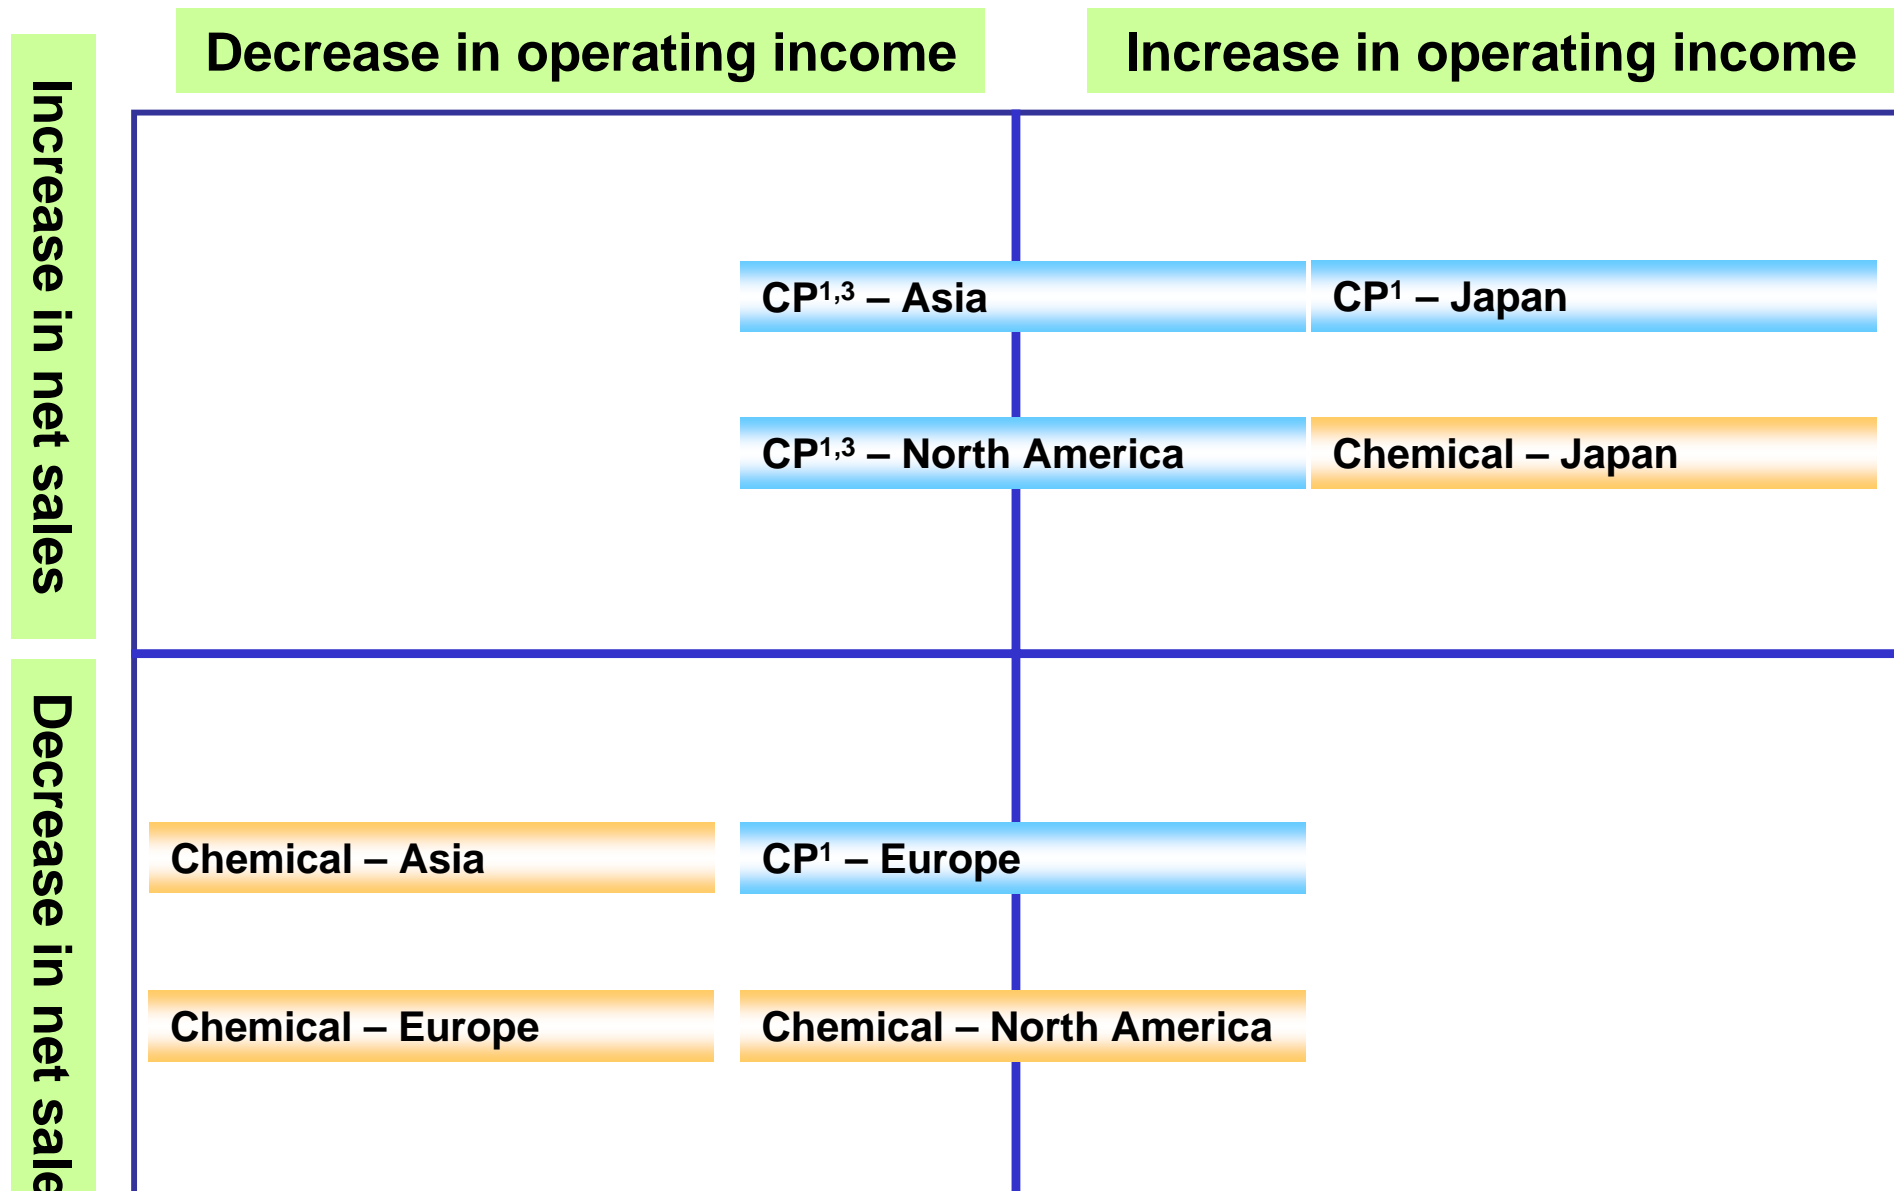 Decrease in operating income
Increase in operating income
Increase in net sales
CP¹,³ – Asia
CP¹ – Japan
CP¹,³ – North America
Chemical – Japan
Decrease in net sale
Chemical – Asia
CP¹ – Europe
Chemical – Europe
Chemical – North America